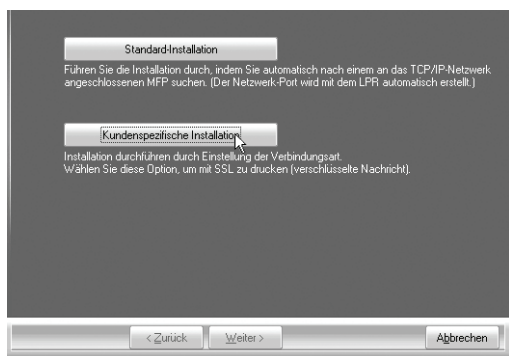 Standard-Installation
Führen Sie die Installation durch, indem Sie automatisch nach einem an das TCP/IP-Netzwerk
angeschlossenen MFP suchen. (Der Netzwerk-Port wird mit dem LPR automatisch erstellt.)
Kundenspezifische Installation
Installation durchführen durch Einstellung der Verbindungsart.
Wählen Sie diese Option, um mit SSL zu drucken (verschlüsselte Nachricht).
< Zurück Weiter > Abbrechen